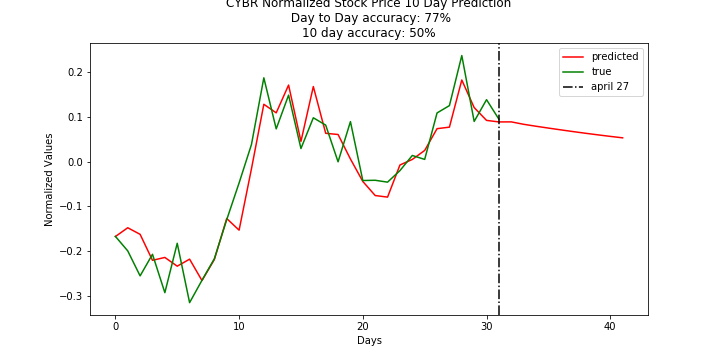 CYBR Normalized Stock Price 10 Day Prediction
Day to Day accuracy: 77%
10 day accuracy: 50%
predicted
true
april 27
Normalized Values
0.2
0.1
0.0
−0.1
−0.2
−0.3
0
10
20
30
40
Days